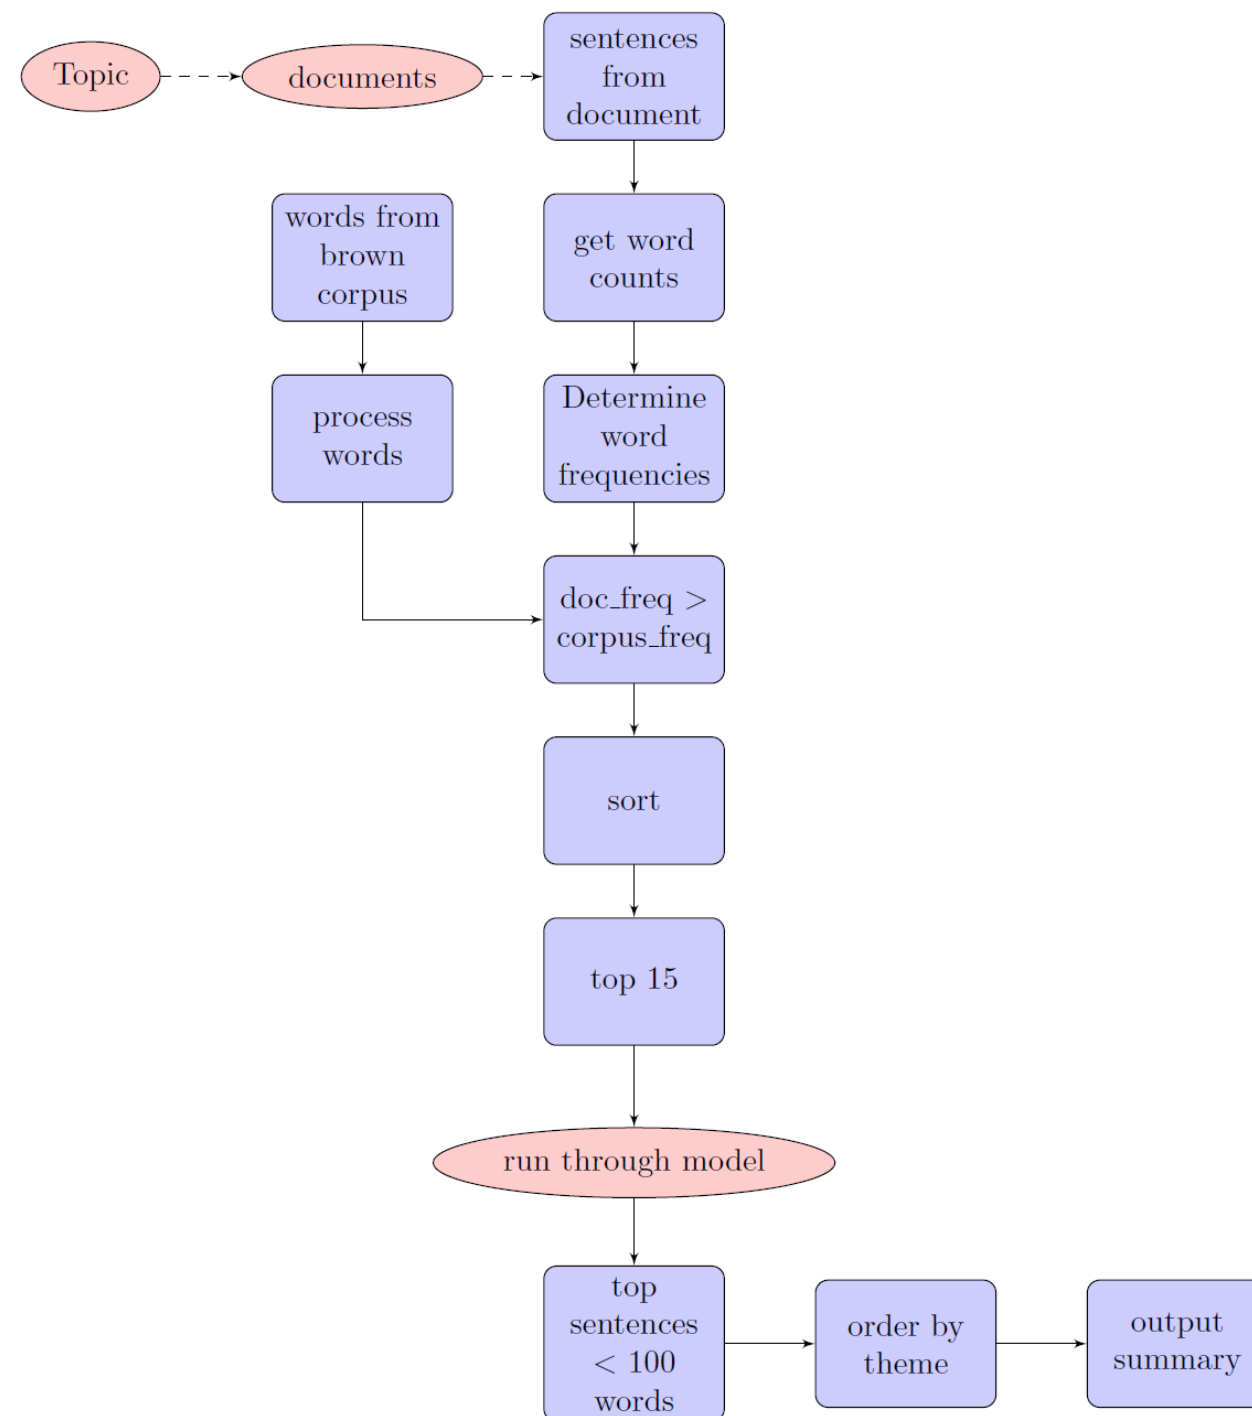 Topic
documents
sentences
from
document
words from
brown
corpus
get word
counts
process
words
Determine
word
frequencies
doc_freq >
corpus_freq
sort
top 15
run through model
top
sentences
< 100
words
order by
theme
output
summary